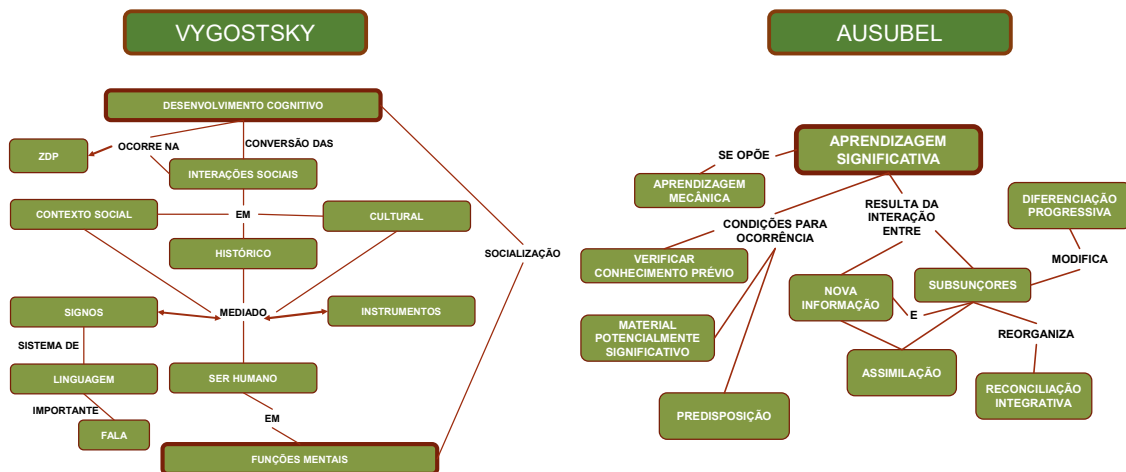 VYGOSTSKY
DESENVOLVIMENTO COGNITIVO
OCORRE NA
CONVERSÃO DAS
ZDP
INTERAÇÕES SOCIAIS
CONTEXTO SOCIAL
EM
CULTURAL
HISTÓRICO
SOCIALIZAÇÃO
SIGNOS
MEDIADO
INSTRUMENTOS
SISTEMA DE
LINGUAGEM
SER HUMANO
IMPORTANTE
FALA
EM
FUNÇÕES MENTAIS
AUSUBEL
APRENDIZAGEM
SIGNIFICATIVA
SE OPÕE
APRENDIZAGEM
MECÂNICA
CONDIÇÕES PARA
OCORRÊNCIA
RESULTA DA
INTERAÇÃO
ENTRE
DIFERENCIAÇÃO
PROGRESSIVA
VERIFICAR
CONHECIMENTO PRÉVIO
MODIFICA
NOVA
INFORMAÇÃO
E
SUBSUNÇORES
MATERIAL
POTENCIALMENTE
SIGNIFICATIVO
REORGANIZA
ASSIMILAÇÃO
RECONCILIAÇÃO
INTEGRATIVA
PREDISPOSIÇÃO